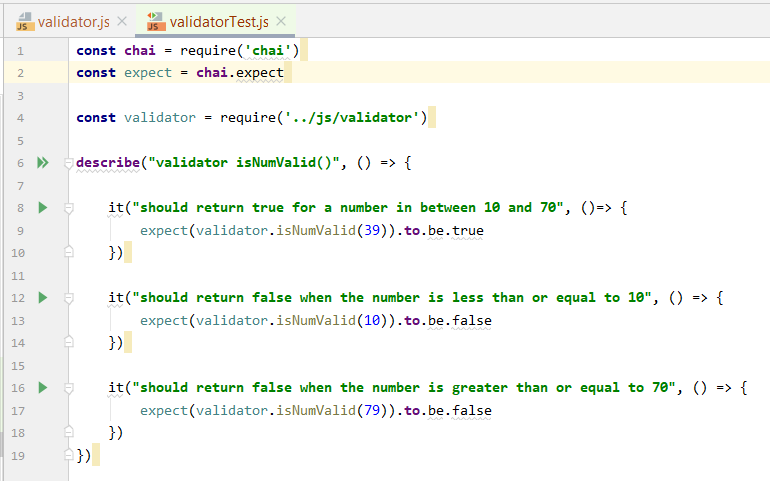 JS validator.js × JS validatorTest.js ×
1 const chai = require('chai')
2 const expect = chai.expect
3
4 const validator = require('../js/validator')
5
6 describe("validator isNumValid()", () => {
7
8 it("should return true for a number in between 10 and 70", ()=> {
9 expect(validator.isNumValid(39)).to.be.true
10 })
11
12 it("should return false when the number is less than or equal to 10", () => {
13 expect(validator.isNumValid(10)).to.be.false
14 })
15
16 it("should return false when the number is greater than or equal to 70", () => {
17 expect(validator.isNumValid(79)).to.be.false
18 })
19 })